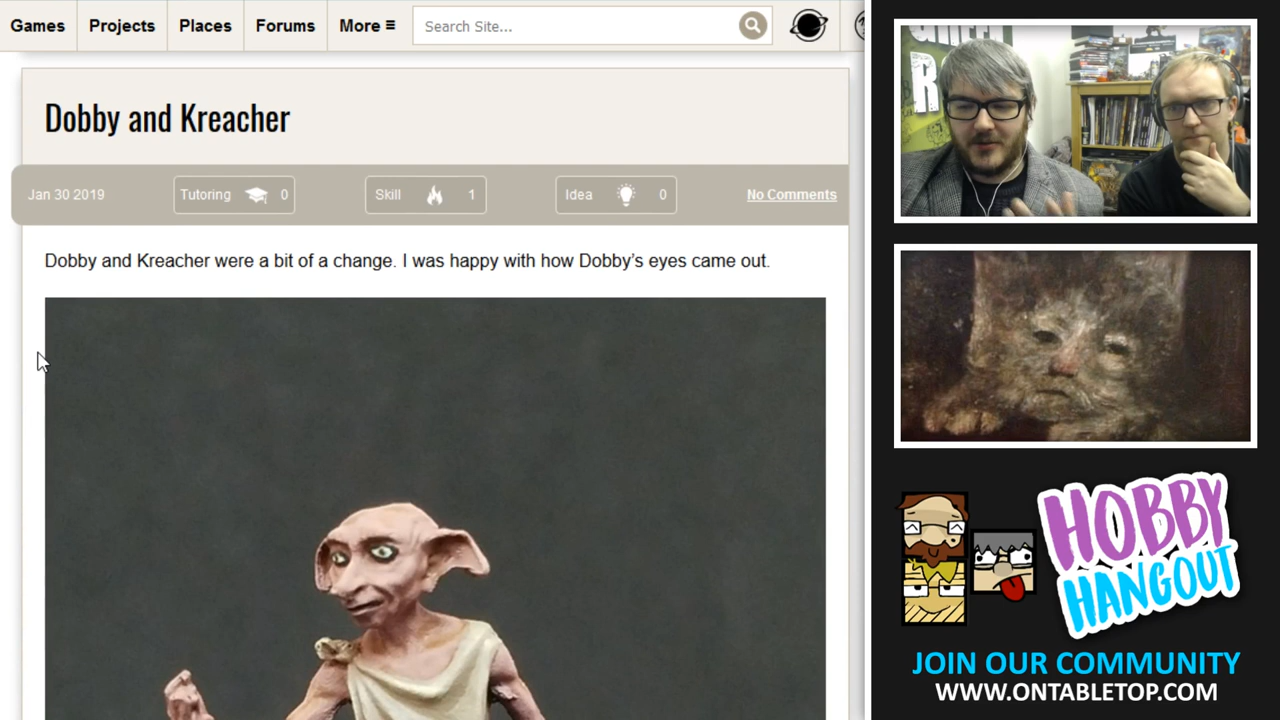 Games
Projects
Places
Forums
More ≡
Search Site...
Dobby and Kreacher
Jan 30 2019
Tutoring 0
Skill 1
Idea 0
No Comments
Dobby and Kreacher were a bit of a change. I was happy with how Dobby’s eyes came out.
HOBBY
HANGOUT
JOIN OUR COMMUNITY
WWW.ONTABLETOP.COM